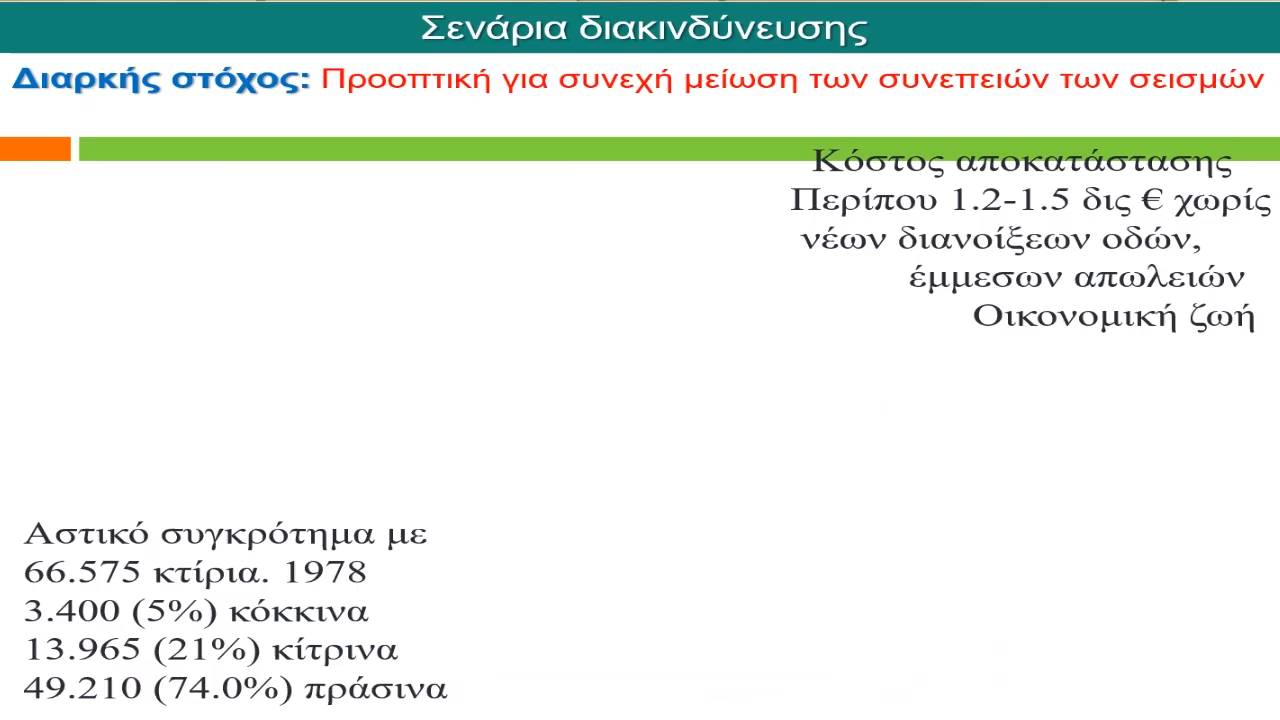 Σενάρια διακινδύνευσης
Διαρκής στόχος: Προοπτική για συνεχή μείωση των συνεπειών των σεισμών
Κόστος αποκατάστασης
Περίπου 1.2-1.5 δις € χωρίς
νέων διανοίξεων οδών,
έμμεσων απωλειών
Οικονομική ζωή
Αστικό συγκρότημα με
66.575 κτίρια. 1978
3.400 (5%) κόκκινα
13.965 (21%) κίτρινα
49.210 (74.0%) πράσινα